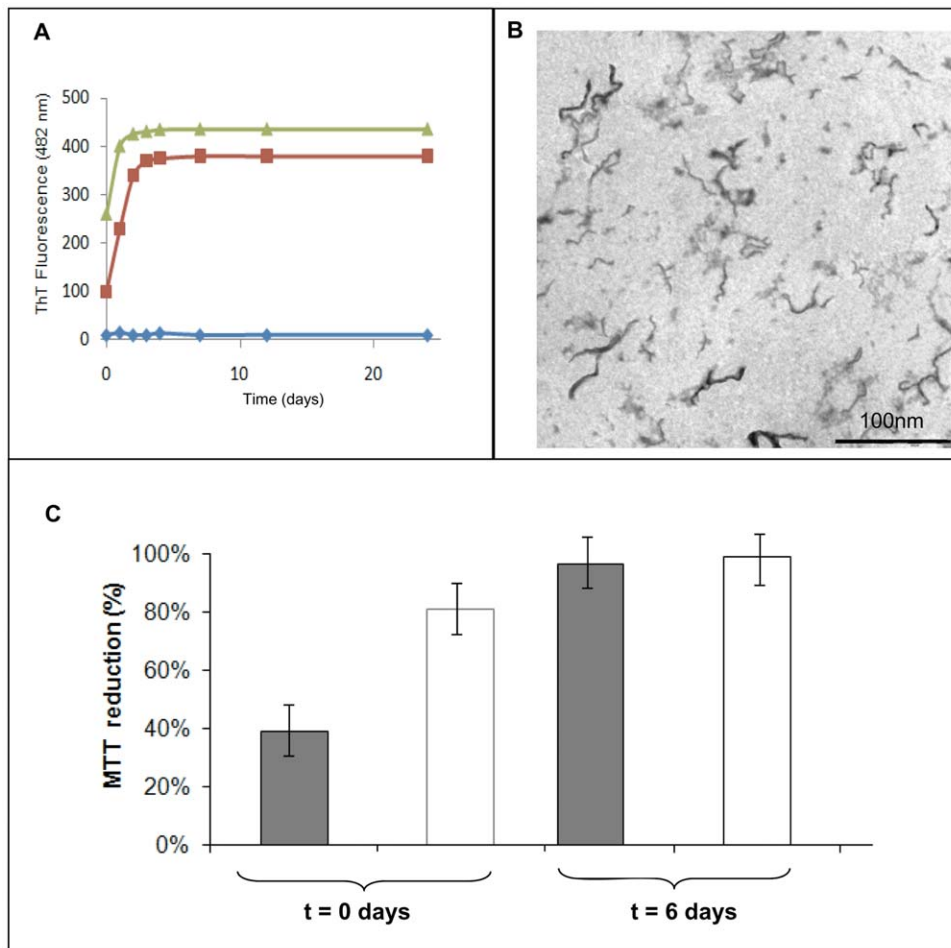 A
ThT Fluorescence (482 nm)
500
400
300
200
100
0
0 10 20
Time (days)
B
100nm
C
MTT reduction (%)
100%
80%
60%
40%
20%
0%
t = 0 days t = 6 days